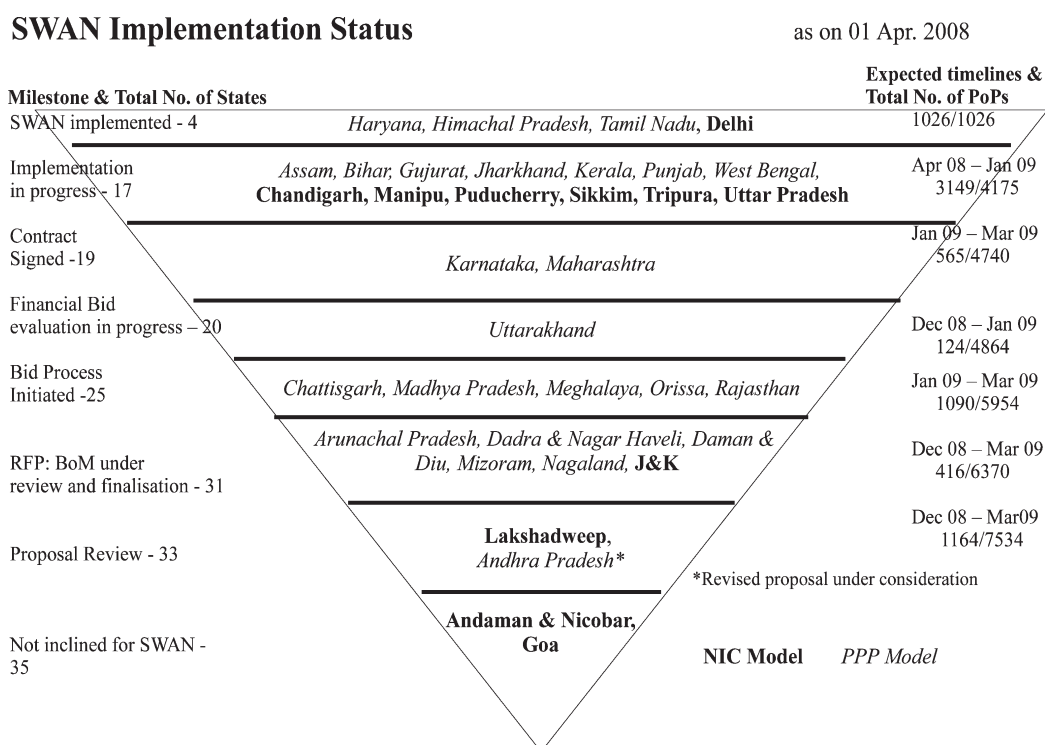 SWAN Implementation Status
as on 01 Apr. 2008
Milestone & Total No. of States
Expected timelines &
Total No. of PoPs
SWAN implemented - 4
Haryana, Himachal Pradesh, Tamil Nadu, Delhi
1026/1026
Implementation
in progress - 17
Assam, Bihar, Gujurat, Jharkhand, Kerala, Punjab, West Bengal,
Chandigarh, Manipu, Puducherry, Sikkim, Tripura, Uttar Pradesh
Apr 08 – Jan 09
3149/4175
Contract
Signed -19
Karnataka, Maharashtra
Jan 09 – Mar 09
565/4740
Financial Bid
evaluation in progress – 20
Uttarakhand
Dec 08 – Jan 09
124/4864
Bid Process
Initiated -25
Chattisgarh, Madhya Pradesh, Meghalaya, Orissa, Rajasthan
Jan 09 – Mar 09
1090/5954
RFP: BoM under
review and finalisation - 31
Arunachal Pradesh, Dadra & Nagar Haveli, Daman &
Diu, Mizoram, Nagaland, J&K
Dec 08 – Mar 09
416/6370
Proposal Review - 33
Lakshadweep,
Andhra Pradesh*
Dec 08 – Mar09
1164/7534
*Revised proposal under consideration
Not inclined for SWAN -
35
Andaman & Nicobar,
Goa
NIC Model
PPP Model